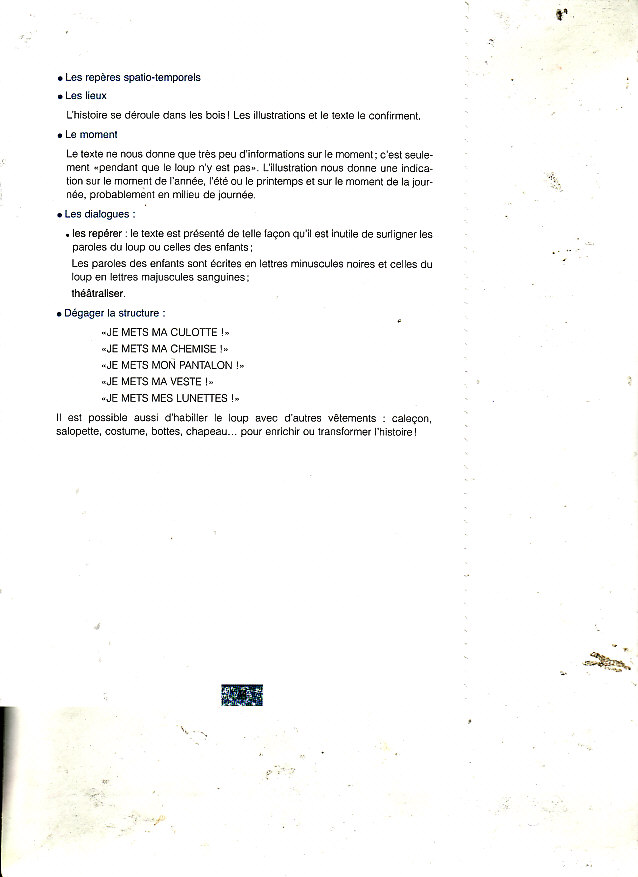 • Les repères spatio-temporels
• Les lieux
L'histoire se déroule dans les bois ! Les illustrations et le texte le confirment.
• Le moment
Le texte ne nous donne que très peu d'informations sur le moment ; c'est seule-
ment «pendant que le loup n'y est pas». L'illustration nous donne une indica-
tion sur le moment de l'année, l'été ou le printemps et sur le moment de la jour-
née, probablement en milieu de journée.
• Les dialogues :
• les repérer : le texte est présenté de telle façon qu'il est inutile de surligner les
paroles du loup ou celles des enfants ;
Les paroles des enfants sont écrites en lettres minuscules noires et celles du
loup en lettres majuscules sanguines ;
théâtraliser.
• Dégager la structure :
«JE METS MA CULOTTE !»
«JE METS MA CHEMISE !»
«JE METS MON PANTALON !»
«JE METS MA VESTE !»
«JE METS MES LUNETTES !»
Il est possible aussi d'habiller le loup avec d'autres vêtements : caleçon,
salopette, costume, bottes, chapeau... pour enrichir ou transformer l'histoire !